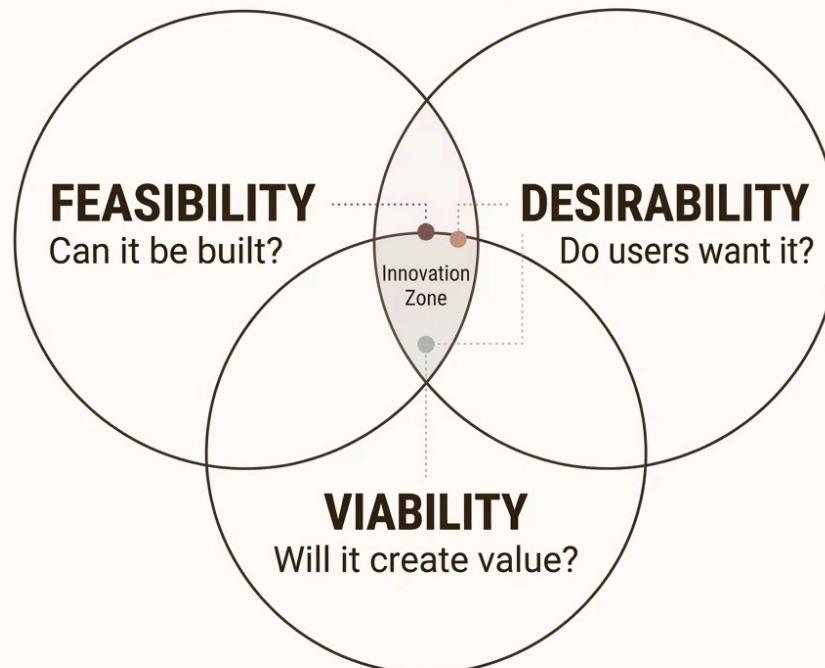 FEASIBILITY
Can it be built?
DESIRABILITY
Do users want it?
Innovation
Zone
VIABILITY
Will it create value?